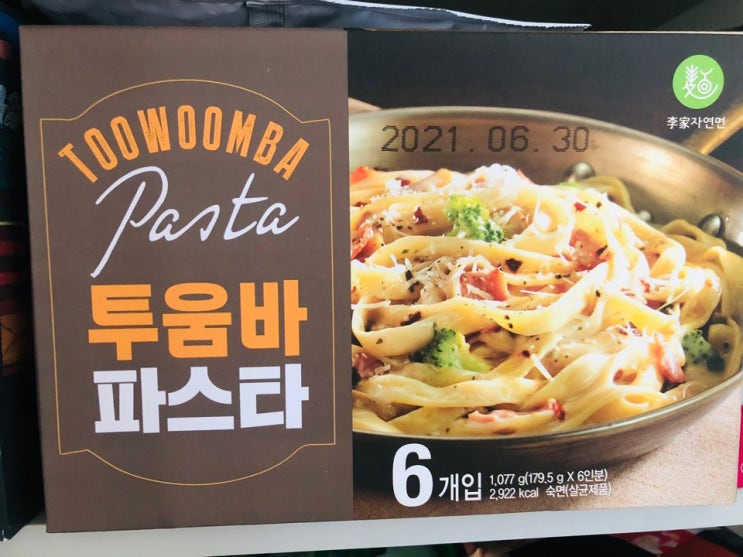 TOOWOOMBA
Pasta
투움바
파스타
李家자연면
2021. 06. 30
6개입
1,077 g(179.5 g X 6인분)
2,922 kcal 숙면(살균제품)